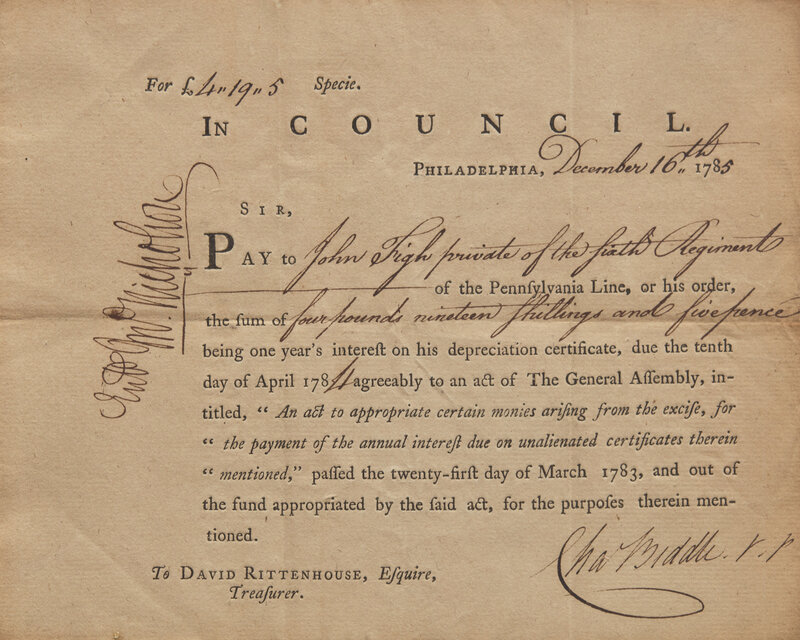 For £4"19"5 Specie.
IN COUNCIL.
PHILADELPHIA, December 16th 1785
SIR,
PAY to John Figh private of the sixth Regiment
of the Pennſylvania Line, or his order,
the ſum of four pounds nineteen shillings and five pence
being one year's intereſt on his depreciation certificate, due the tenth
day of April 1784 agreeably to an act of The General Aſſembly, in-
titled, “ An act to appropriate certain monies ariſing from the exciſe, for
“ the payment of the annual intereſt due on unalienated certificates therein
“ mentioned,” paſſed the twenty-firſt day of March 1783, and out of
the fund appropriated by the ſaid act, for the purpoſes therein men-
tioned.
Cha Biddle. V. P
To DAVID RITTENHOUSE, Eſquire,
Treaſurer.
Entd Jno Nicholson